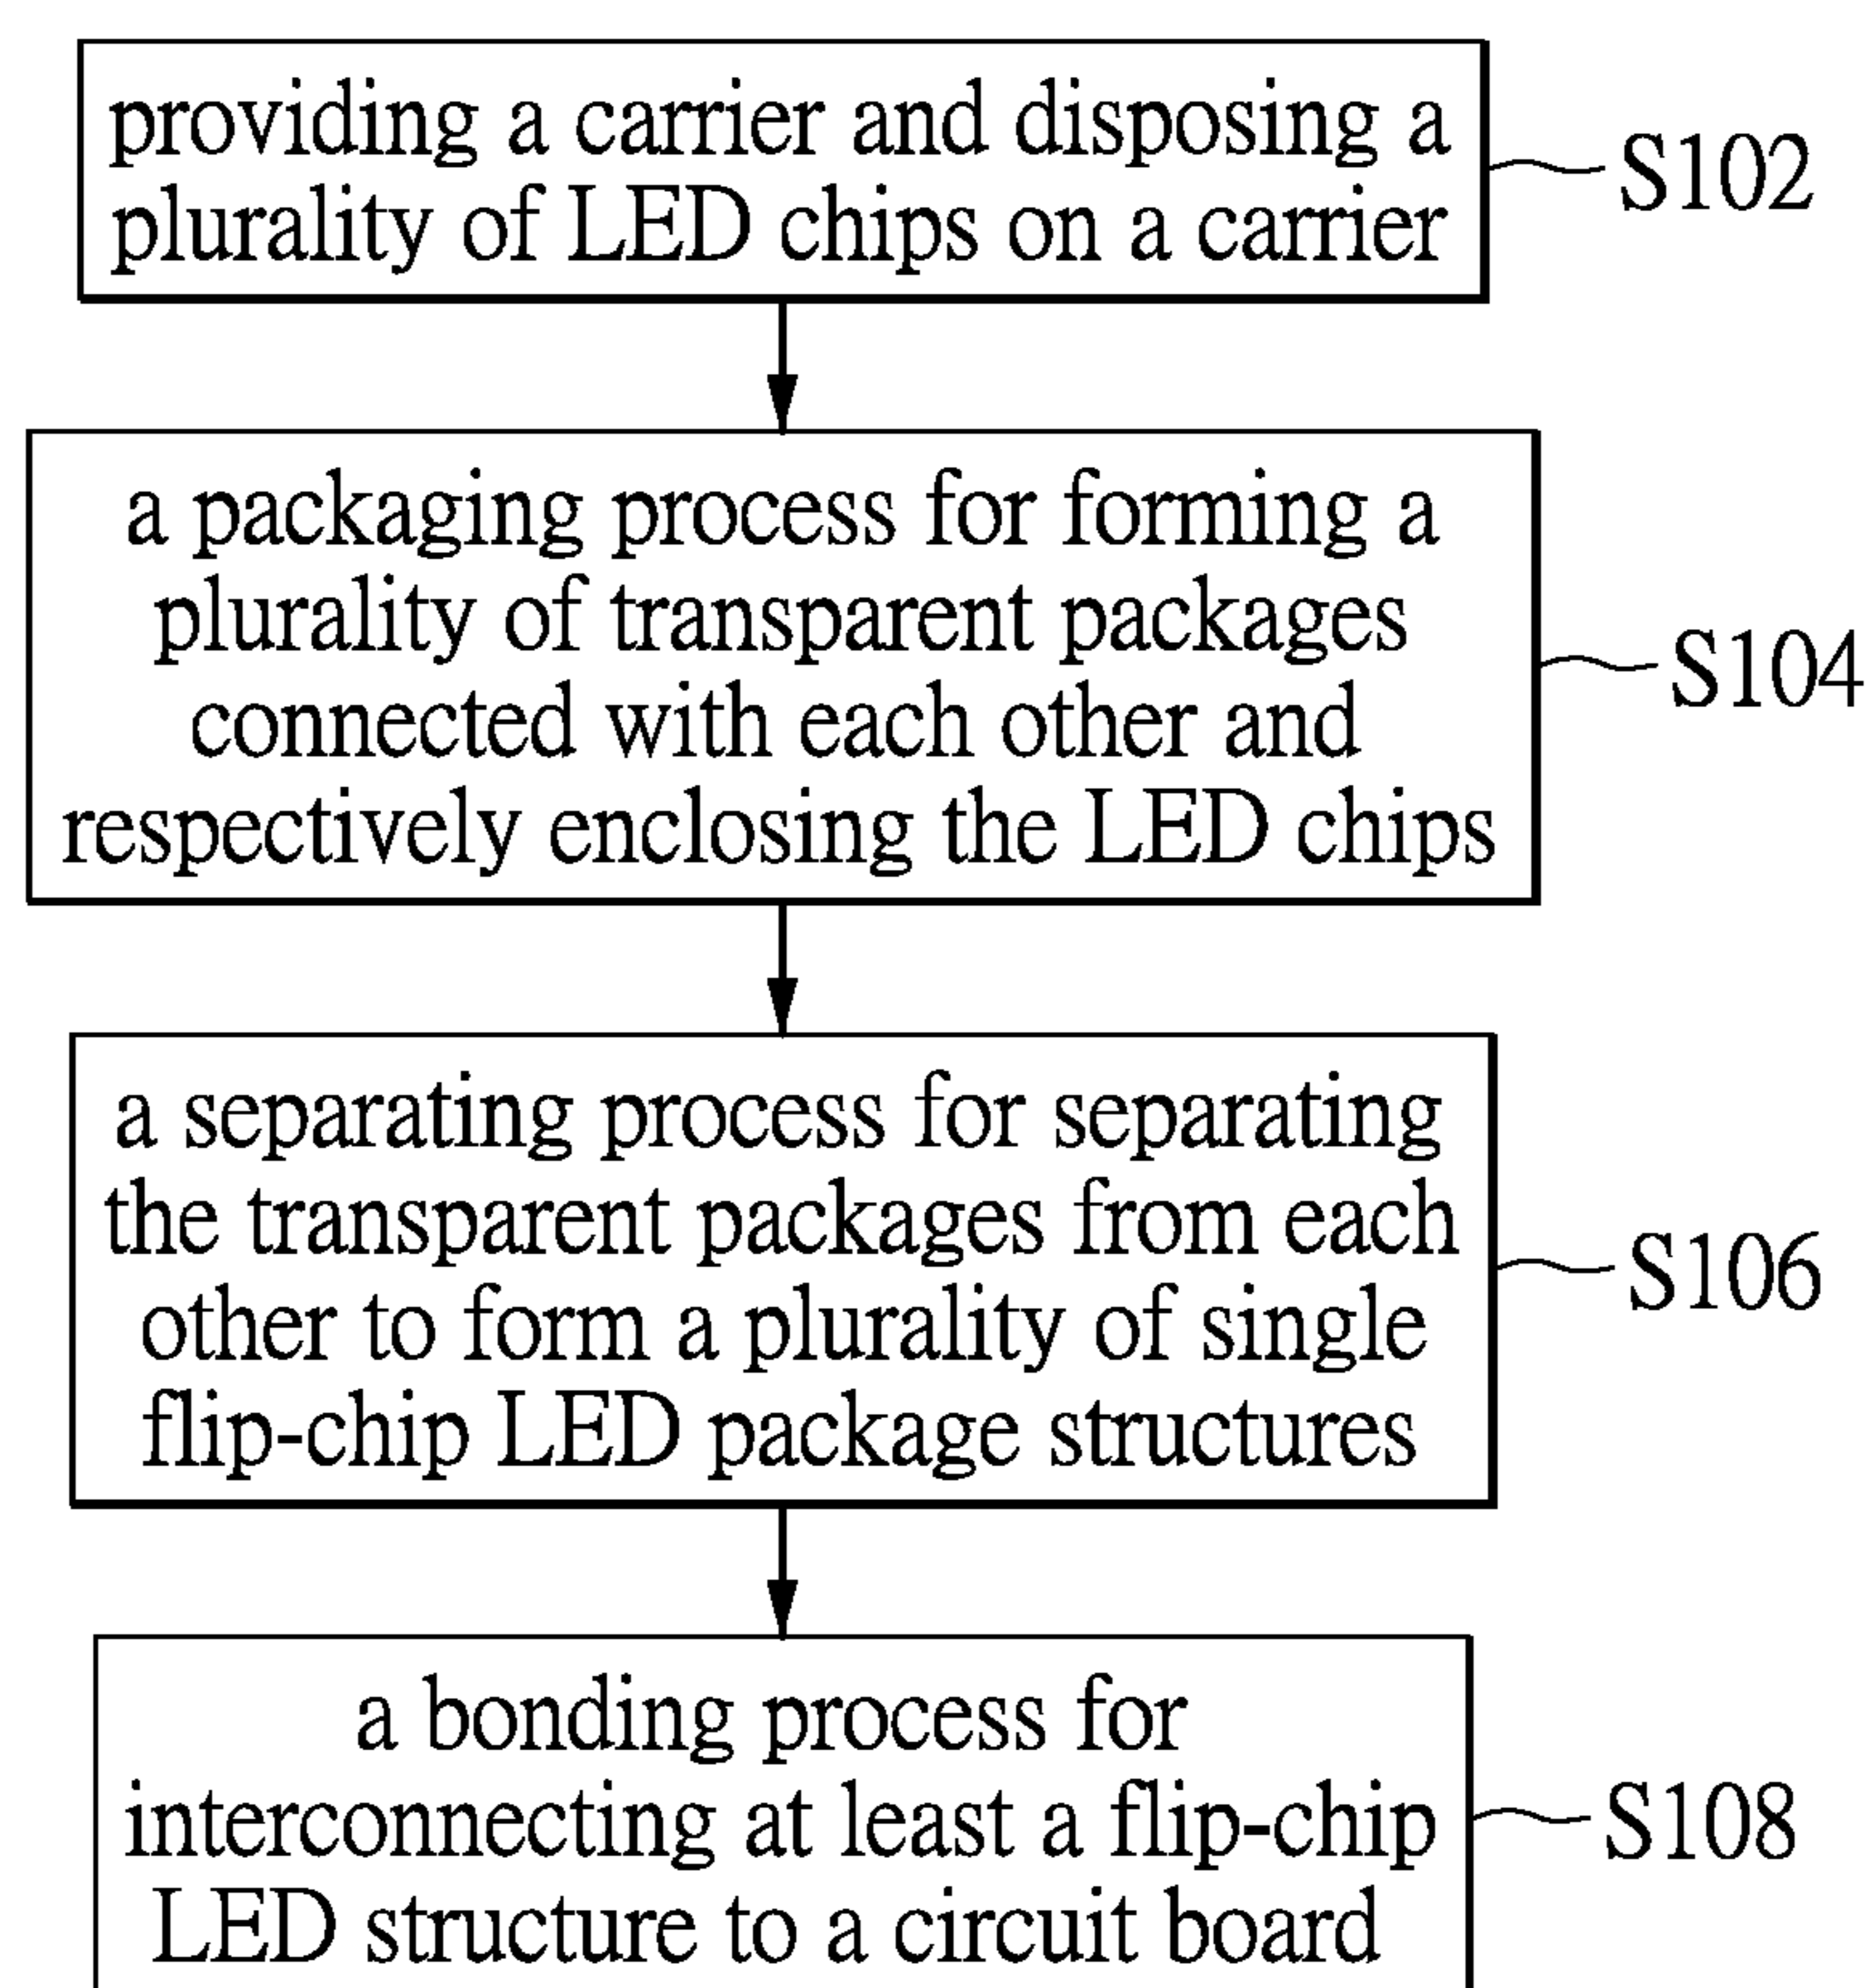 providing a carrier and disposing a
plurality of LED chips on a carrier
S102
a packaging process for forming a
plurality of transparent packages
connected with each other and
respectively enclosing the LED chips
S104
a separating process for separating
the transparent packages from each
other to form a plurality of single
flip-chip LED package structures
S106
a bonding process for
interconnecting at least a flip-chip
LED structure to a circuit board
S108